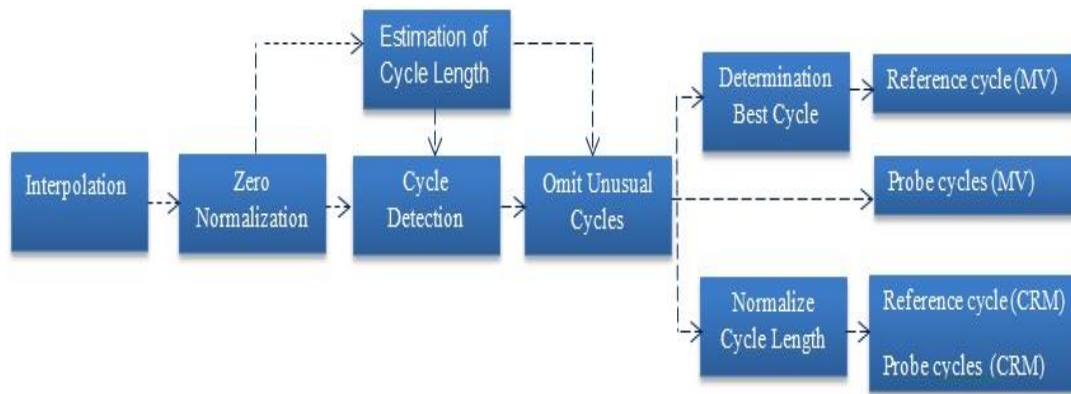 Interpolation
Zero
Normalization
Estimation of
Cycle Length
Cycle
Detection
Omit Unusual
Cycles
Determination
Best Cycle
Reference cycle (MV)
Probe cycles (MV)
Normalize
Cycle Length
Reference cycle (CRM)
Probe cycles (CRM)